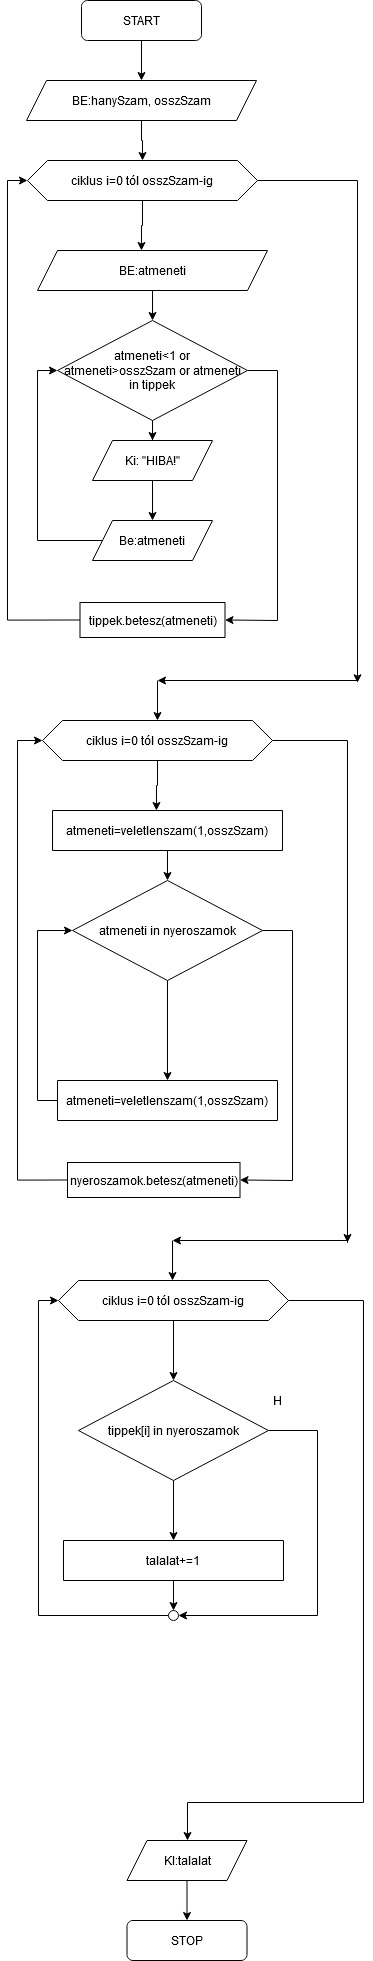 START
BE:hanySzam, osszSzam
ciklus i=0 tól osszSzam-ig
BE:atmeneti
atmeneti<1 or
atmeneti>osszSzam or atmeneti
in tippek
Ki: "HIBA!"
Be:atmeneti
tippek.betesz(atmeneti)
ciklus i=0 tól osszSzam-ig
atmeneti=veletlenszam(1,osszSzam)
atmeneti in nyeroszamok
atmeneti=veletlenszam(1,osszSzam)
nyeroszamok.betesz(atmeneti)
ciklus i=0 tól osszSzam-ig
H
tippek[i] in nyeroszamok
talalat+=1
KI:talalat
STOP